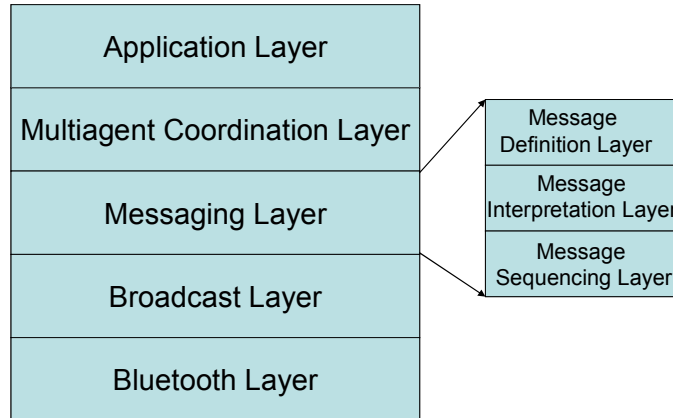 Application Layer
Multiagent Coordination Layer
Messaging Layer
Broadcast Layer
Bluetooth Layer
Message
Definition Layer
Message
Interpretation Layer
Message
Sequencing Layer